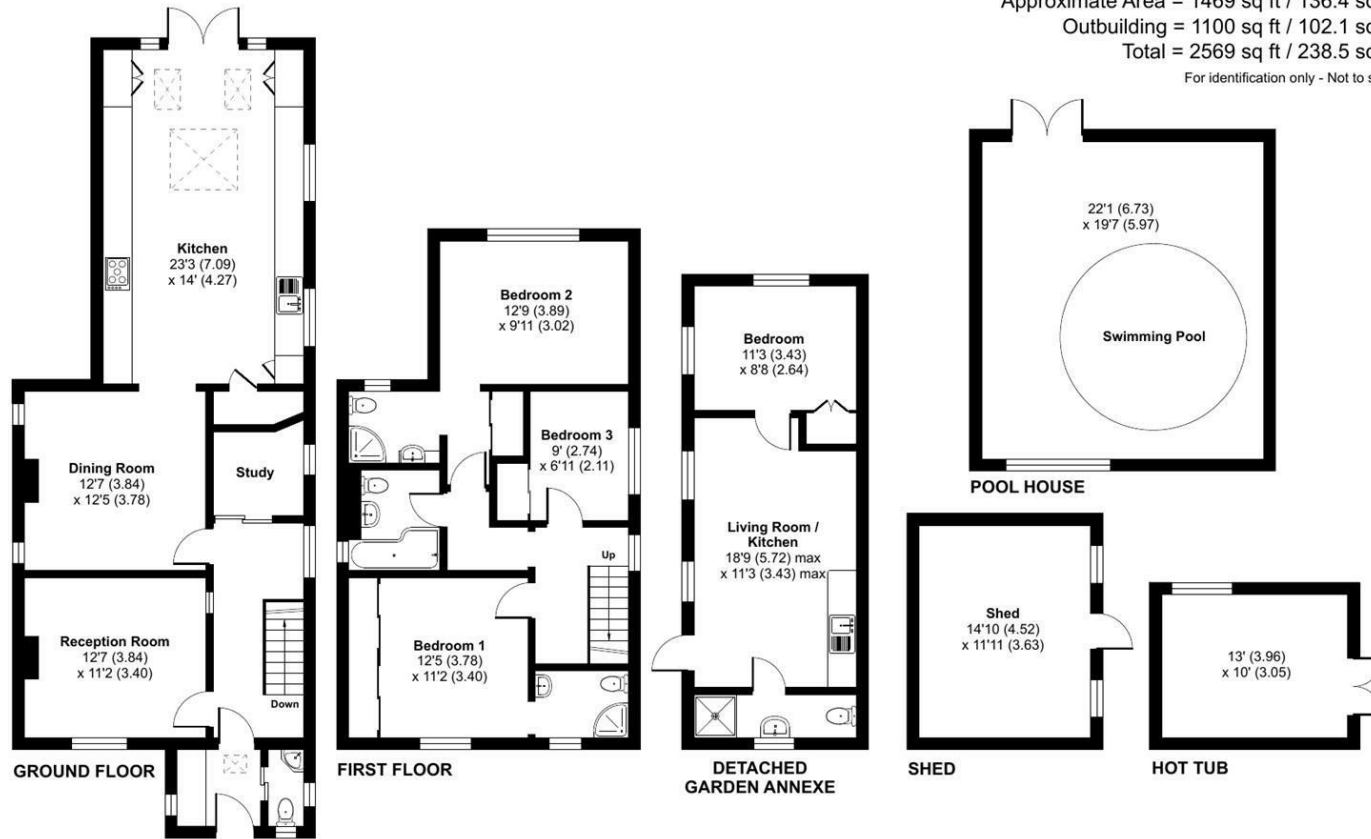 Approximate Area = 1469 sq ft / 136.4 sq
Outbuilding = 1100 sq ft / 102.1 sq
Total = 2569 sq ft / 238.5 sq
For identification only - Not to s
Kitchen
23'3 (7.09)
x 14' (4.27)
Dining Room
12'7 (3.84)
x 12'5 (3.78)
Study
Reception Room
12'7 (3.84)
x 11'2 (3.40)
Down
GROUND FLOOR
Bedroom 2
12'9 (3.89)
x 9'11 (3.02)
Bedroom 3
9' (2.74)
x 6'11 (2.11)
Up
Bedroom 1
12'5 (3.78)
x 11'2 (3.40)
FIRST FLOOR
Bedroom
11'3 (3.43)
x 8'8 (2.64)
Living Room /
Kitchen
18'9 (5.72) max
x 11'3 (3.43) max
DETACHED
GARDEN ANNEXE
22'1 (6.73)
x 19'7 (5.97)
Swimming Pool
POOL HOUSE
Shed
14'10 (4.52)
x 11'11 (3.63)
SHED
13' (3.96)
x 10' (3.05)
HOT TUB